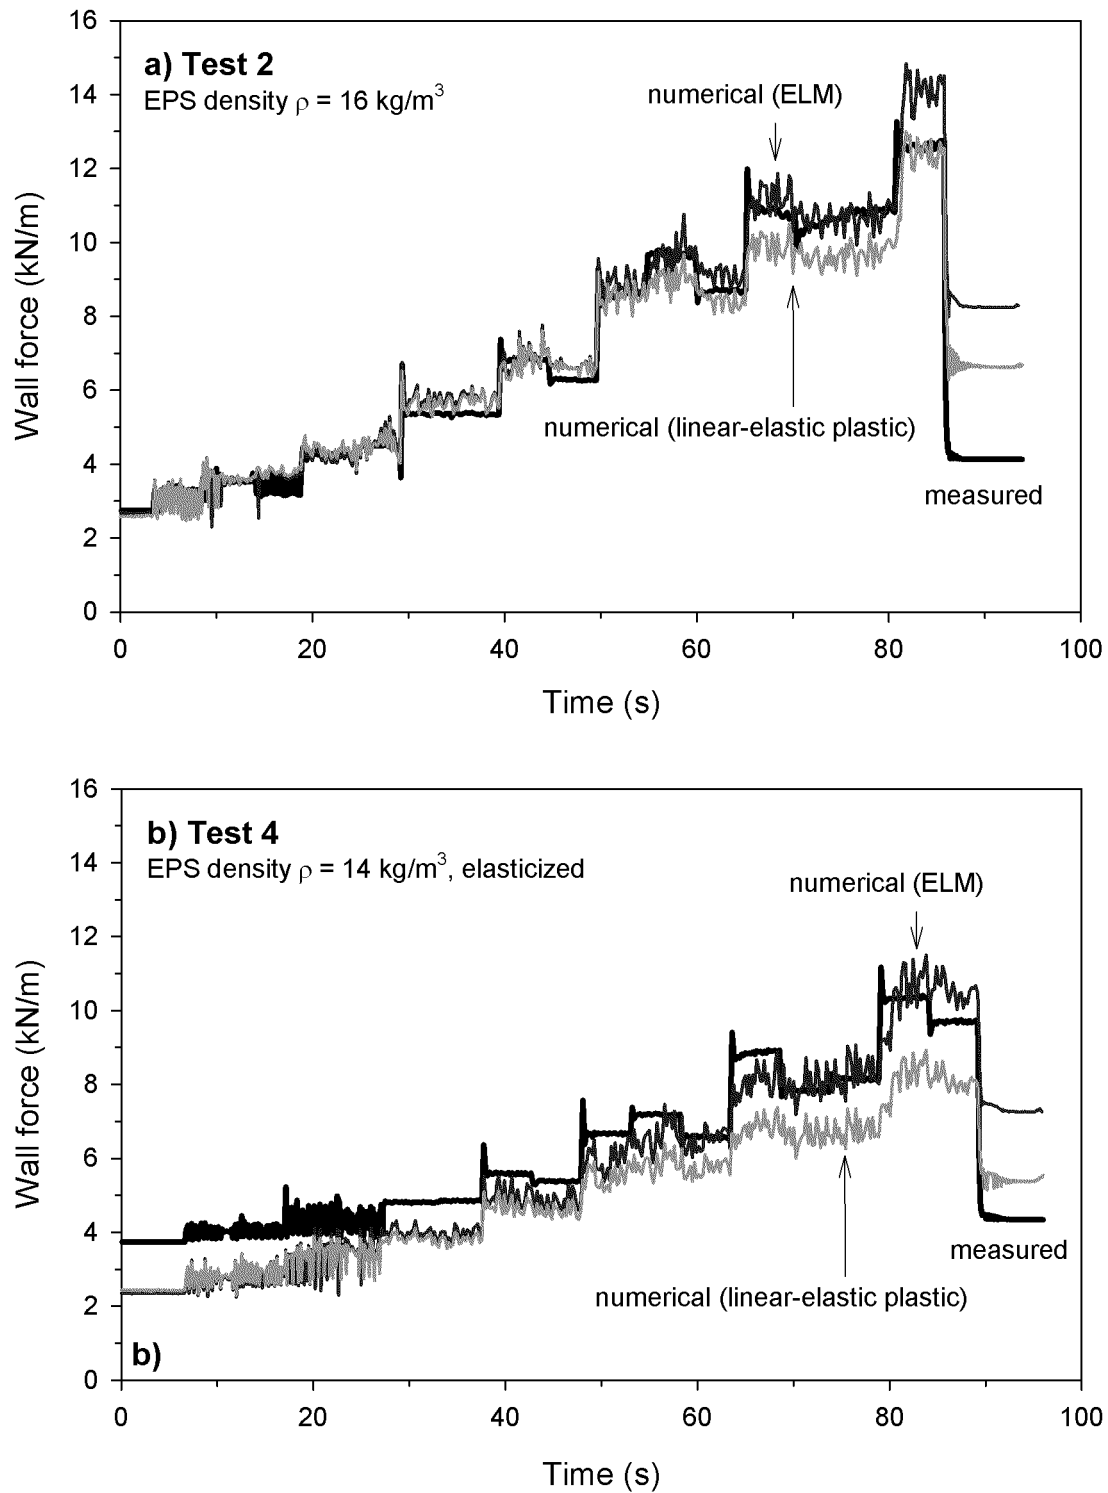 16
a) Test 2
EPS density ρ = 16 kg/m³
numerical (ELM)
14
12
10
8
6
4
2
0
Wall force (kN/m)
numerical (linear-elastic plastic)
measured
0 20 40 60 80 100
Time (s)
16
b) Test 4
EPS density ρ = 14 kg/m³, elasticized
numerical (ELM)
14
12
10
8
6
4
2
0
Wall force (kN/m)
measured
numerical (linear-elastic plastic)
b)
0 20 40 60 80 100
Time (s)